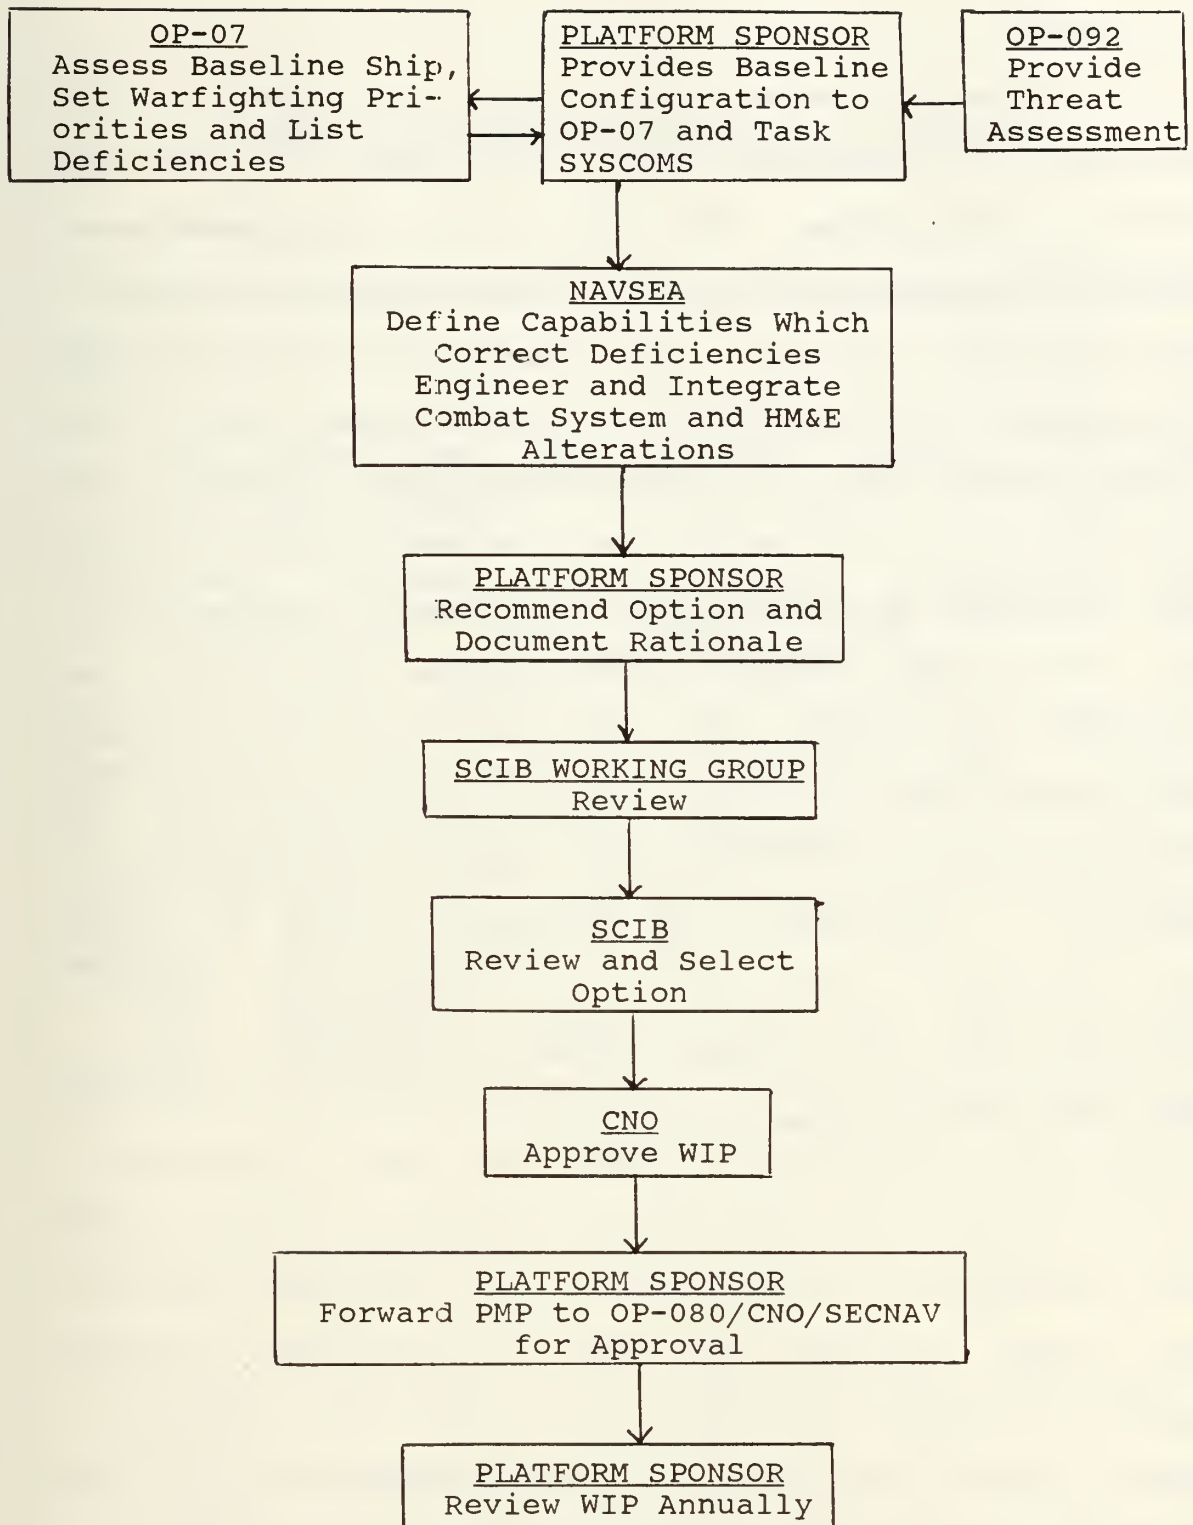 OP-07
Assess Baseline Ship,
Set Warfighting Pri-
orities and List
Deficiencies
PLATFORM SPONSOR
Provides Baseline
Configuration to
OP-07 and Task
SYSCOMS
OP-092
Provide
Threat
Assessment
NAVSEA
Define Capabilities Which
Correct Deficiencies
Engineer and Integrate
Combat System and HM&E
Alterations
PLATFORM SPONSOR
Recommend Option and
Document Rationale
SCIB WORKING GROUP
Review
SCIB
Review and Select
Option
CNO
Approve WIP
PLATFORM SPONSOR
Forward PMP to OP-080/CNO/SECNAV
for Approval
PLATFORM SPONSOR
Review WIP Annually